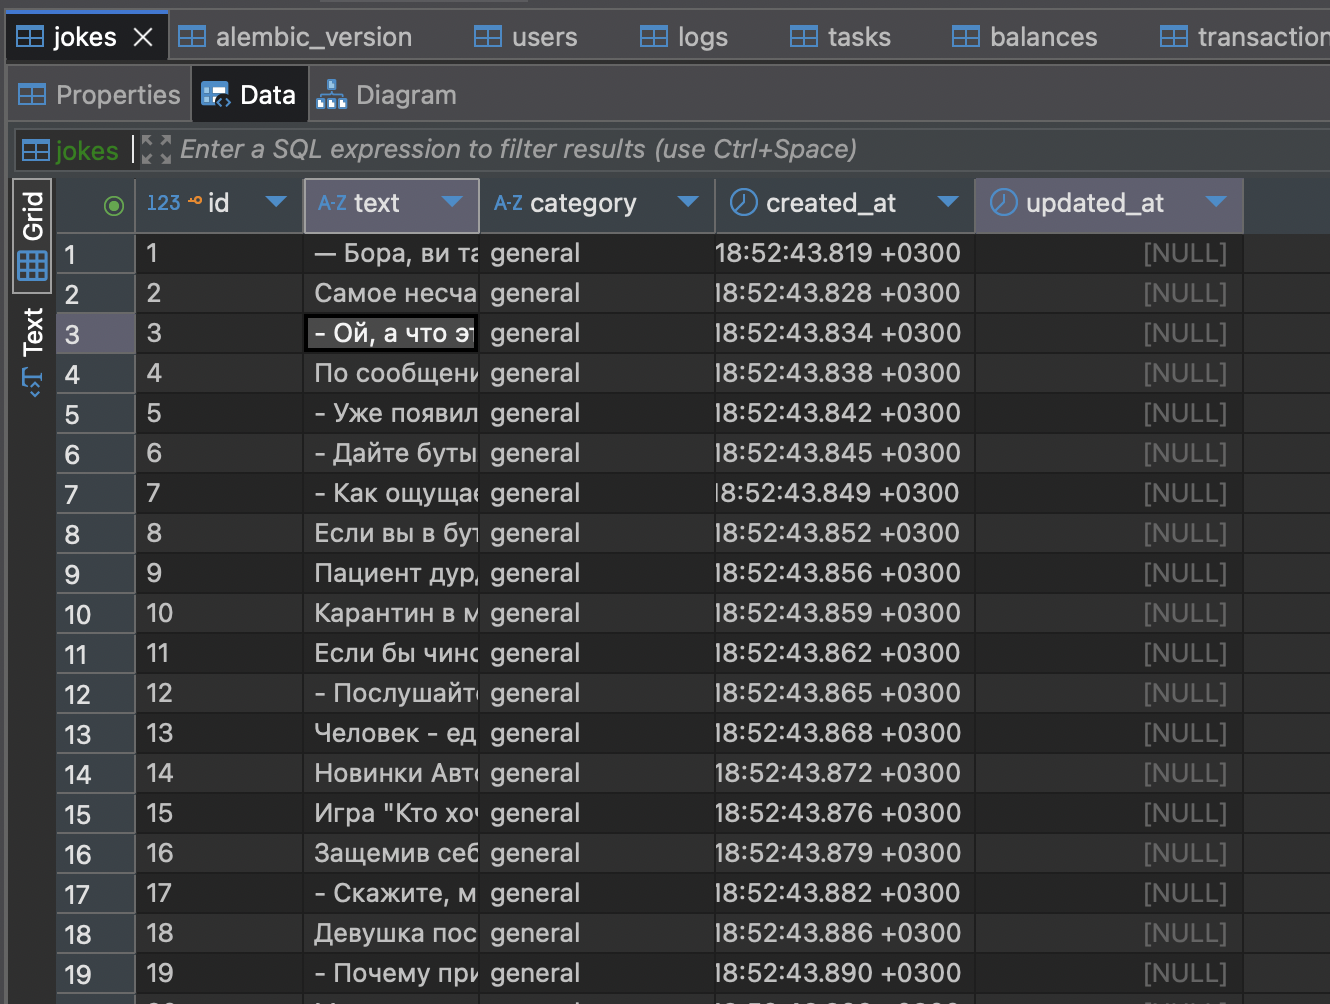 jokes alembic_version users logs tasks balances transaction
Properties Data Diagram
jokes Enter a SQL expression to filter results (use Ctrl+Space)
Grid
Text
123 id A-Z text A-Z category created_at updated_at
1 1 — Бора, ви та general 18:52:43.819 +0300 [NULL]
2 2 Самое несча general 18:52:43.828 +0300 [NULL]
3 3 - Ой, а что эт general 18:52:43.834 +0300 [NULL]
4 4 По сообщени general 18:52:43.838 +0300 [NULL]
5 5 - Уже появил general 18:52:43.842 +0300 [NULL]
6 6 - Дайте буты general 18:52:43.845 +0300 [NULL]
7 7 - Как ощущае general 18:52:43.849 +0300 [NULL]
8 8 Если вы в бут general 18:52:43.852 +0300 [NULL]
9 9 Пациент дурд general 18:52:43.856 +0300 [NULL]
10 10 Карантин в м general 18:52:43.859 +0300 [NULL]
11 11 Если бы чино general 18:52:43.862 +0300 [NULL]
12 12 - Послушайте general 18:52:43.865 +0300 [NULL]
13 13 Человек - ед general 18:52:43.868 +0300 [NULL]
14 14 Новинки Авто general 18:52:43.872 +0300 [NULL]
15 15 Игра "Кто хоч general 18:52:43.876 +0300 [NULL]
16 16 Защемив себ general 18:52:43.879 +0300 [NULL]
17 17 - Скажите, м general 18:52:43.882 +0300 [NULL]
18 18 Девушка пос general 18:52:43.886 +0300 [NULL]
19 19 - Почему при general 18:52:43.890 +0300 [NULL]